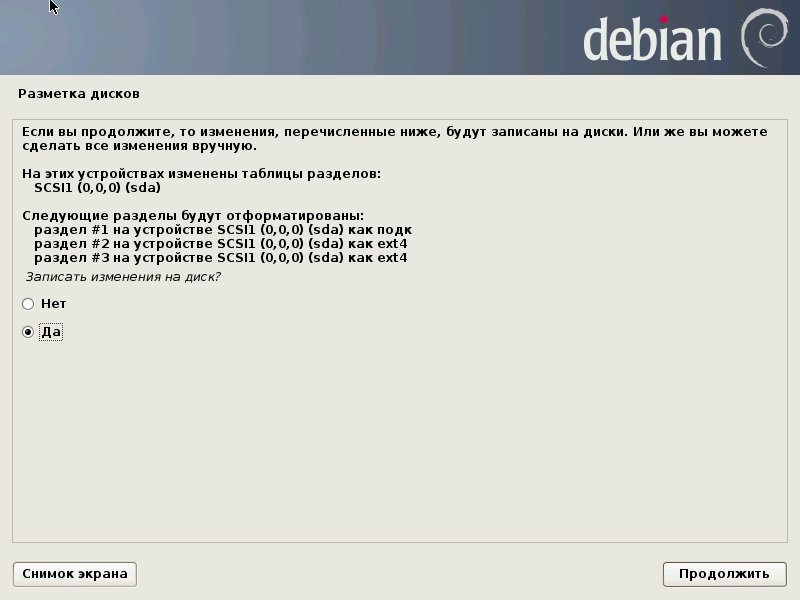 debian
Разметка дисков
Если вы продолжите, то изменения, перечисленные ниже, будут записаны на диски. Или же вы можете
сделать все изменения вручную.
На этих устройствах изменены таблицы разделов:
SCSI1 (0,0,0) (sda)
Следующие разделы будут отформатированы:
раздел #1 на устройстве SCSI1 (0,0,0) (sda) как подк
раздел #2 на устройстве SCSI1 (0,0,0) (sda) как ext4
раздел #3 на устройстве SCSI1 (0,0,0) (sda) как ext4
Записать изменения на диск?
Нет
Да
Снимок экрана
Продолжить